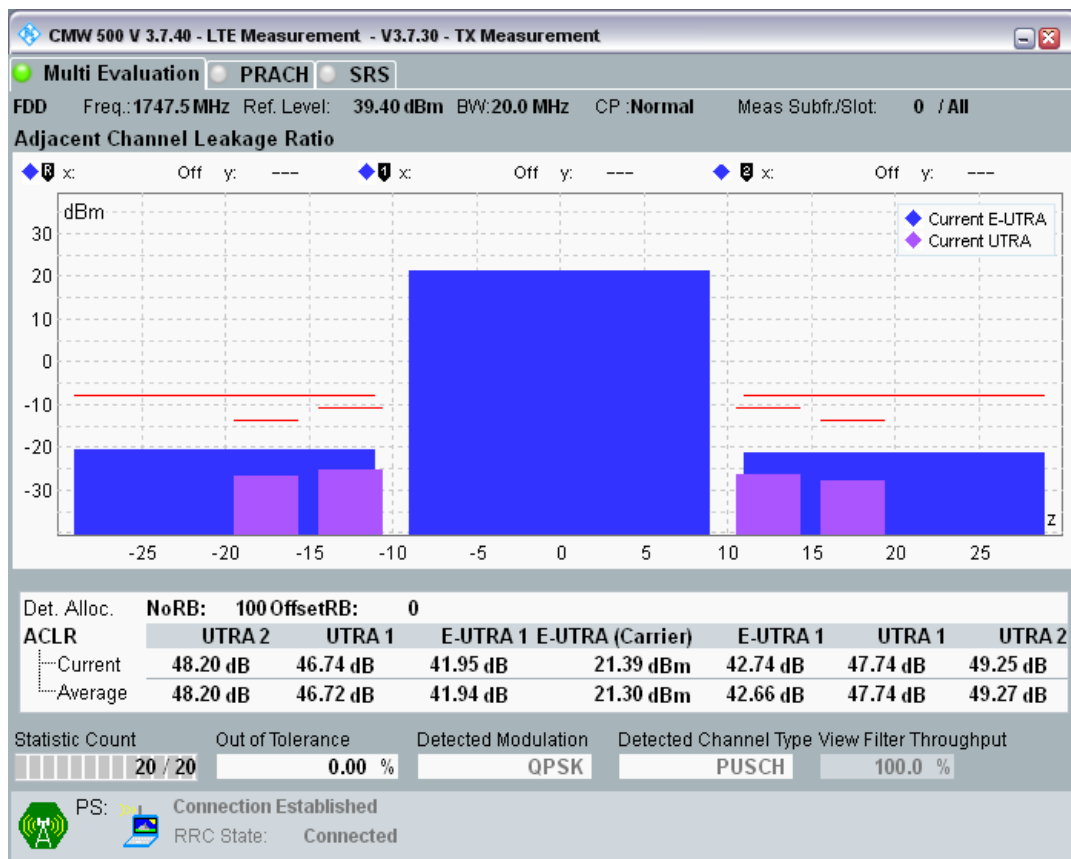 CMW 500 V 3.7.40 - LTE Measurement - V3.7.30 - TX Measurement
Multi Evaluation PRACH SRS
FDD Freq.:1747.5 MHz Ref. Level: 39.40 dBm BW:20.0 MHz CP :Normal Meas Subfr./Slot: 0 / All
Adjacent Channel Leakage Ratio
R x: Off y: --- 1 x: Off y: --- 2 x: Off y: ---
dBm
Current E-UTRA
Current UTRA
30
20
10
0
-10
-20
-30
z
-25 -20 -15 -10 -5 0 5 10 15 20 25
Det. Alloc. NoRB: 100 OffsetRB: 0
ACLR UTRA 2 UTRA 1 E-UTRA 1 E-UTRA (Carrier) E-UTRA 1 UTRA 1 UTRA 2
Current 48.20 dB 46.74 dB 41.95 dB 21.39 dBm 42.74 dB 47.74 dB 49.25 dB
Average 48.20 dB 46.72 dB 41.94 dB 21.30 dBm 42.66 dB 47.74 dB 49.27 dB
Statistic Count Out of Tolerance Detected Modulation Detected Channel Type View Filter Throughput
20 / 20 0.00 % QPSK PUSCH 100.0 %
PS: Connection Established
RRC State: Connected